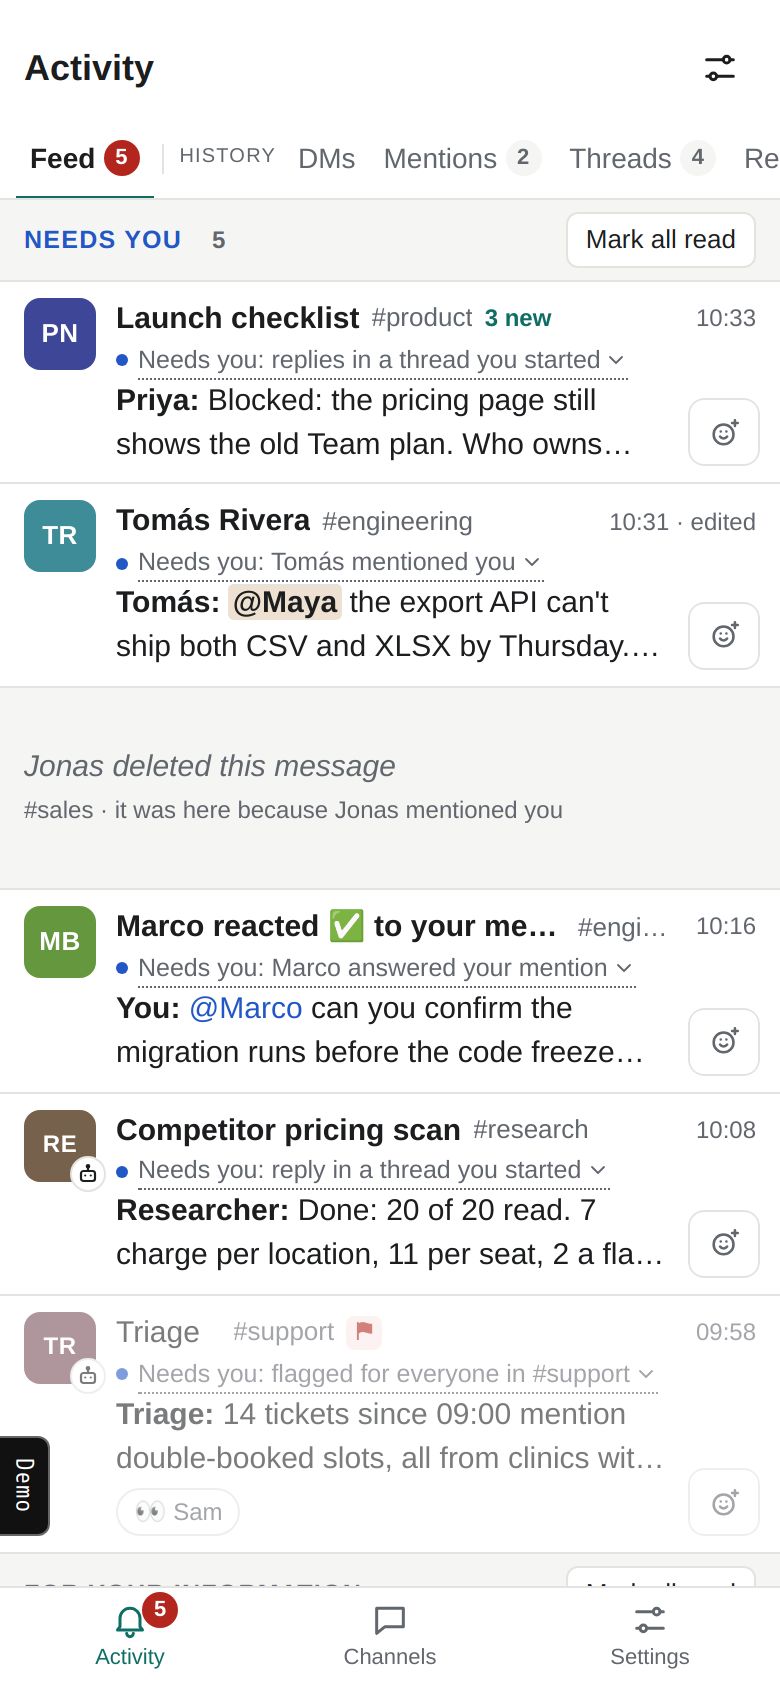 Activity
Feed 5 HISTORY DMs Mentions 2 Threads 4 Re
NEEDS YOU 5 Mark all read
PN Launch checklist #product 3 new 10:33
Needs you: replies in a thread you started
Priya: Blocked: the pricing page still
shows the old Team plan. Who owns…
TR Tomás Rivera #engineering 10:31 · edited
Needs you: Tomás mentioned you
Tomás: @Maya the export API can't
ship both CSV and XLSX by Thursday.…
Jonas deleted this message
#sales · it was here because Jonas mentioned you
MB Marco reacted ✅ to your me… #engi… 10:16
Needs you: Marco answered your mention
You: @Marco can you confirm the
migration runs before the code freeze…
RE Competitor pricing scan #research 10:08
Needs you: reply in a thread you started
Researcher: Done: 20 of 20 read. 7
charge per location, 11 per seat, 2 a fla…
TR Triage #support 09:58
Needs you: flagged for everyone in #support
Triage: 14 tickets since 09:00 mention
double-booked slots, all from clinics wit…
Demo
👀 Sam
5
Activity Channels Settings